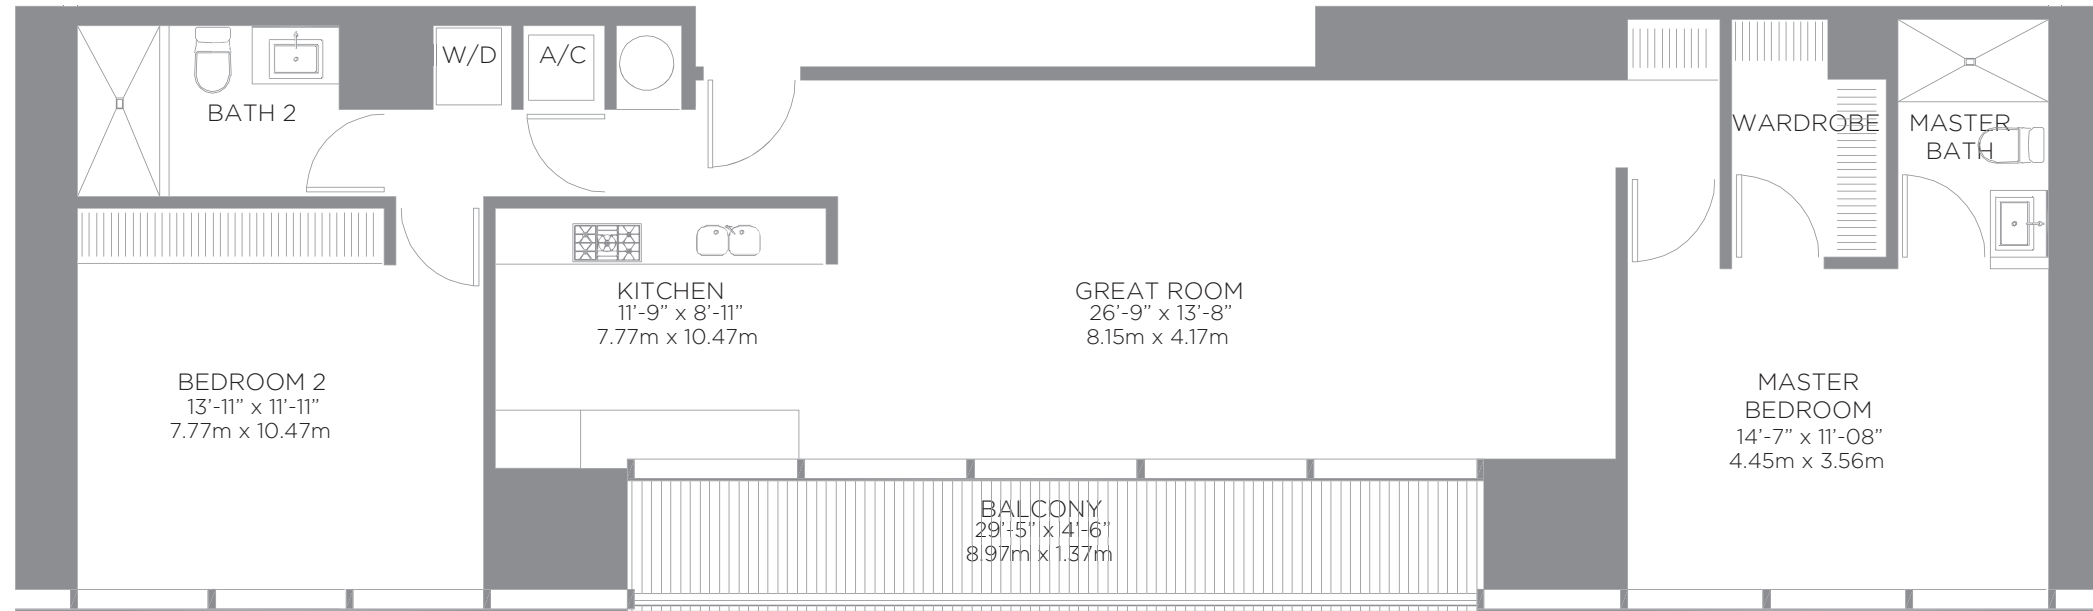 W/D
A/C
BATH 2
WARDROBE
MASTER
BATH
KITCHEN
11'-9" x 8'-11"
7.77m x 10.47m
GREAT ROOM
26'-9" x 13'-8"
8.15m x 4.17m
BEDROOM 2
13'-11" x 11'-11"
7.77m x 10.47m
MASTER
BEDROOM
14'-7" x 11'-08"
4.45m x 3.56m
BALCONY
29'-5" x 4'-6"
8.97m x 1.37m